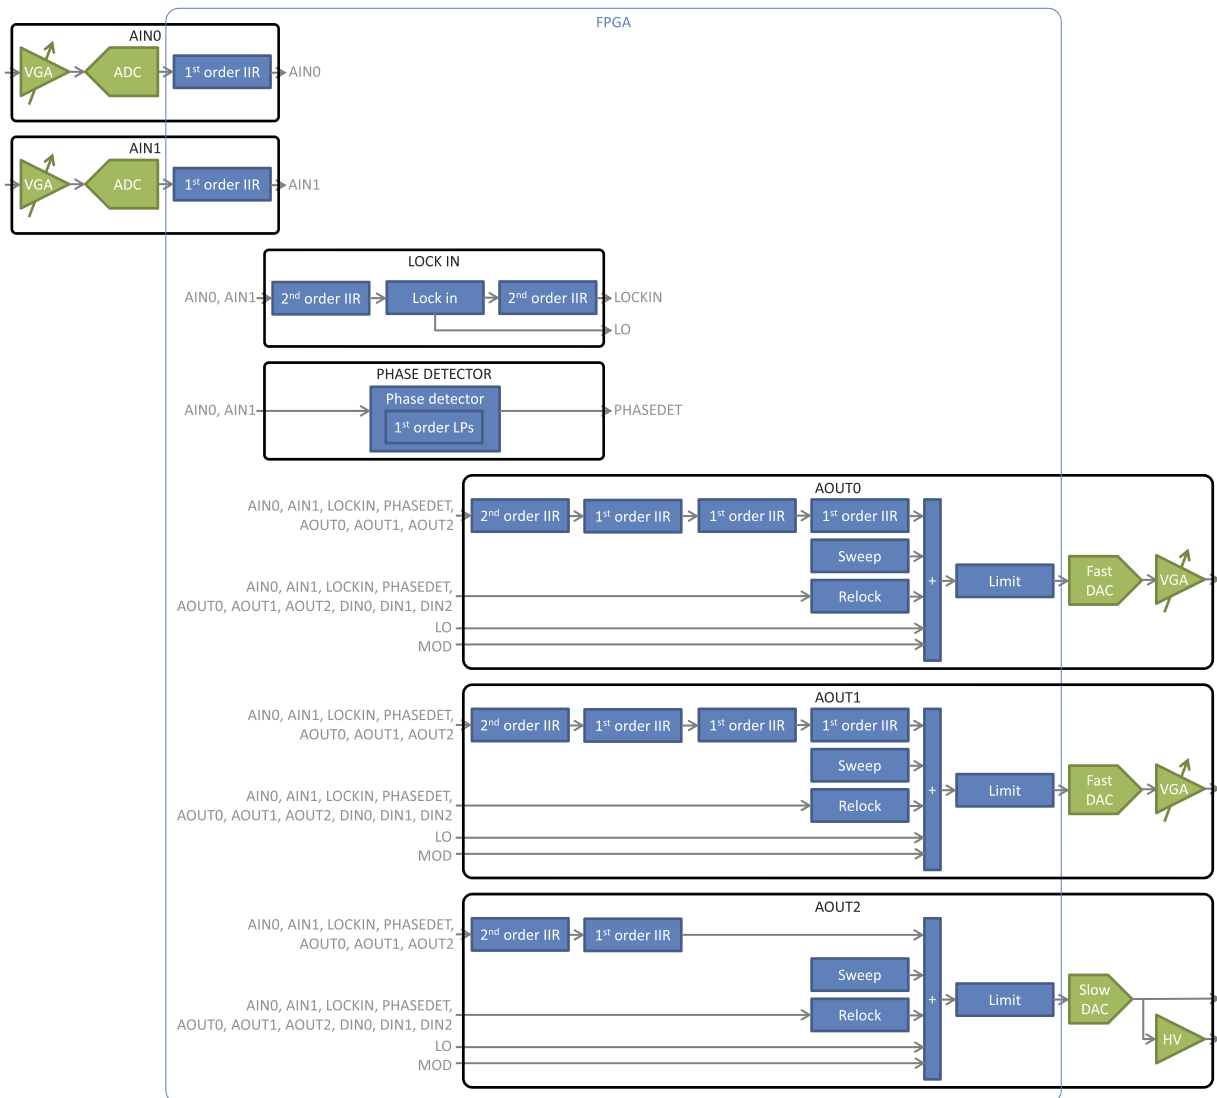 FPGA
AIN0
VGA
ADC
1st order IIR
AIN0
AIN1
VGA
ADC
1st order IIR
AIN1
LOCK IN
AIN0, AIN1
2nd order IIR
Lock in
2nd order IIR
LOCKIN
LO
PHASE DETECTOR
AIN0, AIN1
Phase detector
1st order LPs
PHASEDET
AOUT0
AIN0, AIN1, LOCKIN, PHASEDET,
AOUT0, AOUT1, AOUT2
2nd order IIR
1st order IIR
1st order IIR
1st order IIR
Sweep
AIN0, AIN1, LOCKIN, PHASEDET,
AOUT0, AOUT1, AOUT2, DIN0, DIN1, DIN2
Relock
LO
MOD
+
Limit
Fast
DAC
VGA
AOUT1
AIN0, AIN1, LOCKIN, PHASEDET,
AOUT0, AOUT1, AOUT2
2nd order IIR
1st order IIR
1st order IIR
1st order IIR
Sweep
AIN0, AIN1, LOCKIN, PHASEDET,
AOUT0, AOUT1, AOUT2, DIN0, DIN1, DIN2
Relock
LO
MOD
+
Limit
Fast
DAC
VGA
AOUT2
AIN0, AIN1, LOCKIN, PHASEDET,
AOUT0, AOUT1, AOUT2
2nd order IIR
1st order IIR
Sweep
AIN0, AIN1, LOCKIN, PHASEDET,
AOUT0, AOUT1, AOUT2, DIN0, DIN1, DIN2
Relock
LO
MOD
+
Limit
Slow
DAC
HV